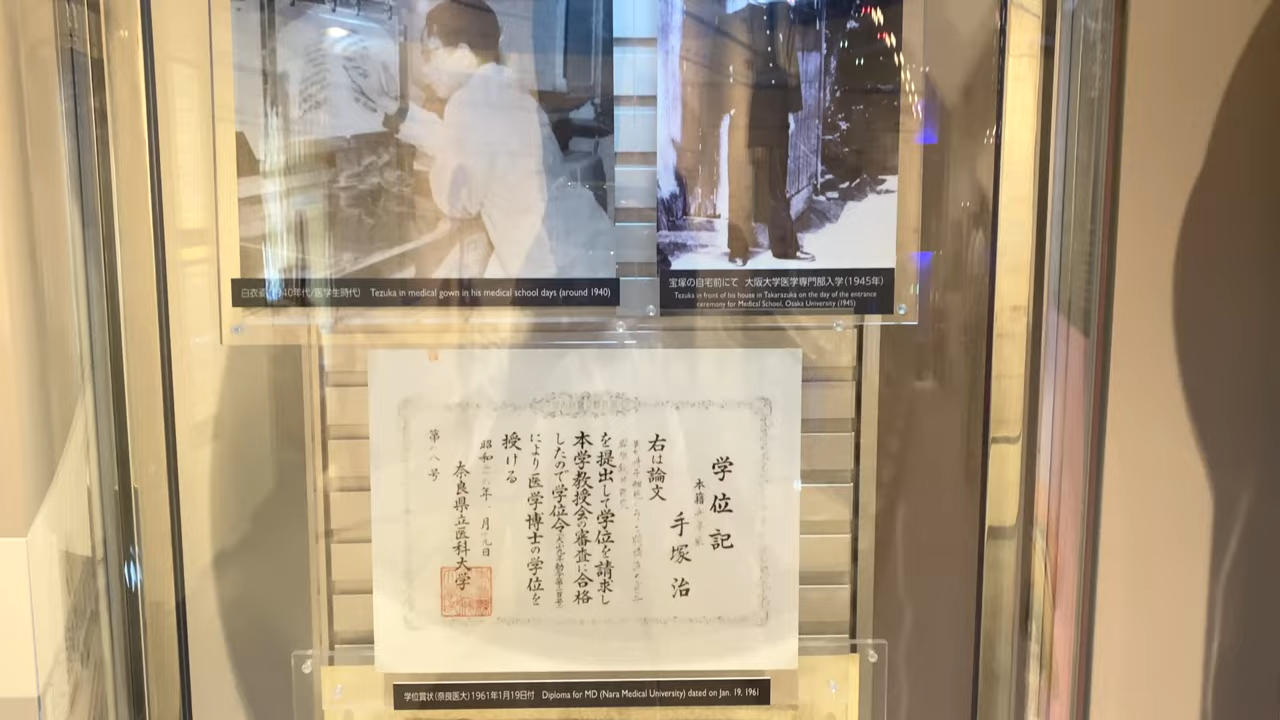 白衣姿(1940年代/医学生時代) Tezuka in medical gown in his medical school days (around 1940)
宝塚の自宅前にて 大阪大学医学専門部入学(1945年)
Tezuka in front of his house in Takarazuka on the day of the entrance
ceremony for Medical School, Osaka University (1945)
学位記
本籍
手塚治
右は論文
を提出して学位を請求し
本学教授会の審査に合格
したので学位令
により医学博士の学位を
授ける
昭和 年 月 日
奈良県立医科大学
第 八号
学位賞状(奈良医大)1961年1月19日付 Diploma for MD (Nara Medical University) dated on Jan. 19, 1961